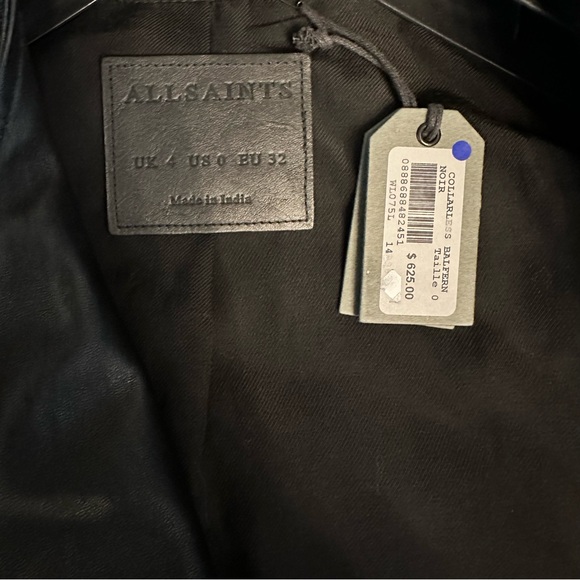 ALLSAINTS
UK 4 US 0 EU 32
Made in India
COLLARLESS BALFERN
NOIR Taille 0
0888688482451
WL075L 14
$ 625.00